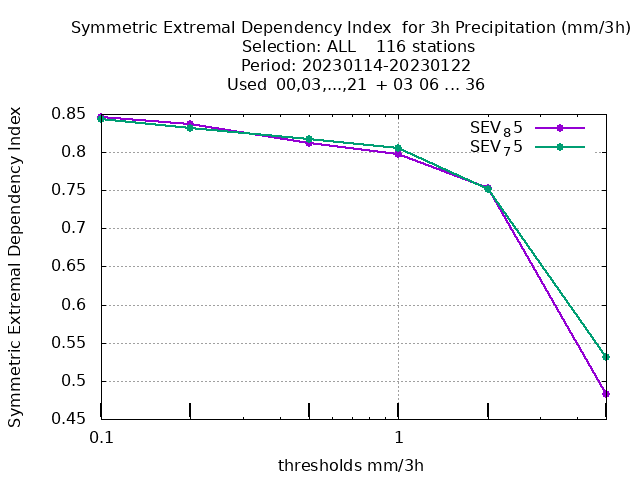 Symmetric Extremal Dependency Index for 3h Precipitation (mm/3h)
Selection: ALL 116 stations
Period: 20230114-20230122
Used 00,03,...,21 + 03 06 ... 36
Symmetric Extremal Dependency Index
0.85
0.8
0.75
0.7
0.65
0.6
0.55
0.5
0.45
SEV₈5
SEV₇5
0.1
1
thresholds mm/3h